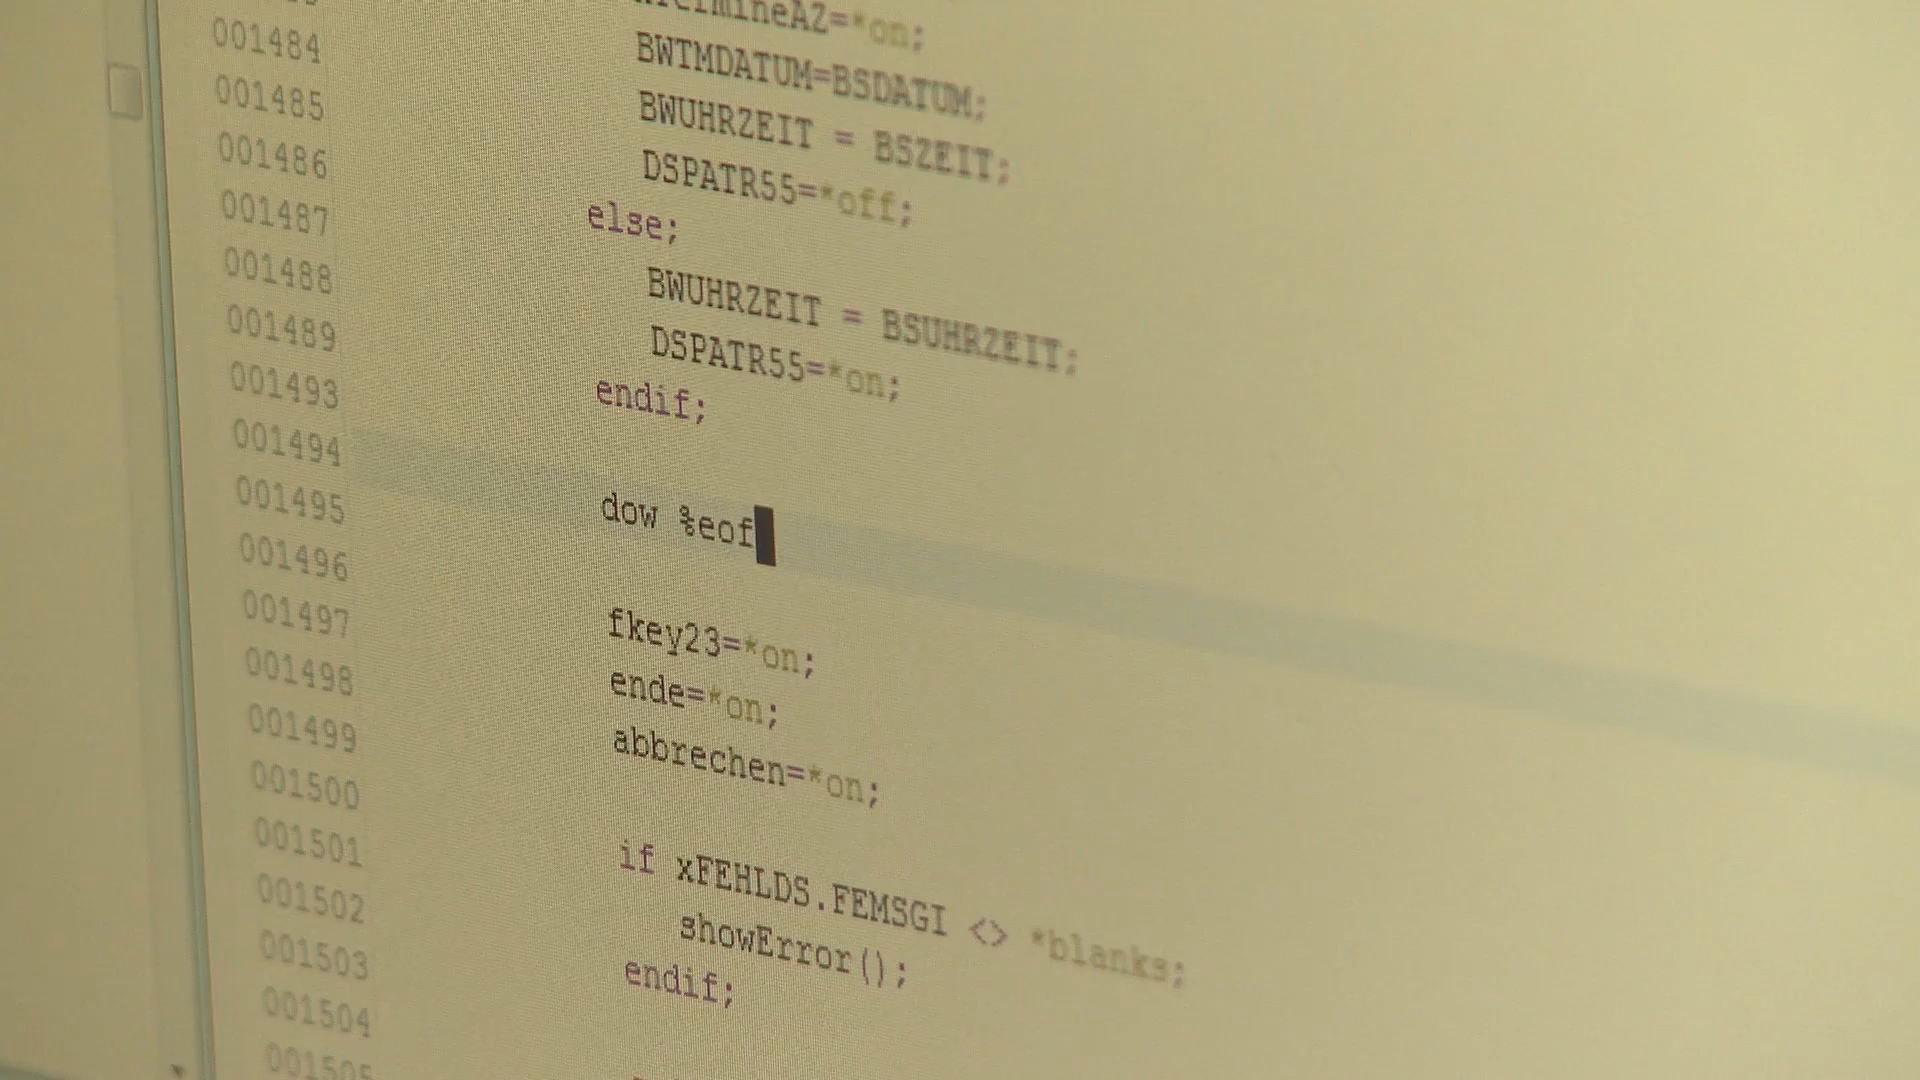 =*on;
001484 BWTMDATUM=BSDATUM;
001485 BWUHRZEIT = BSZEIT;
001486 DSPATR55=*off;
001487 else;
001488 BWUHRZEIT = BSUHRZEIT;
001489 DSPATR55=*on;
001493 endif;
001494
001495 dow %eof
001496
001497 fkey23=*on;
001498 ende=*on;
001499 abbrechen=*on;
001500
001501 if xFEHLDS.FEMSGI <> *blanks;
001502 showError();
001503 endif;
001504
001505